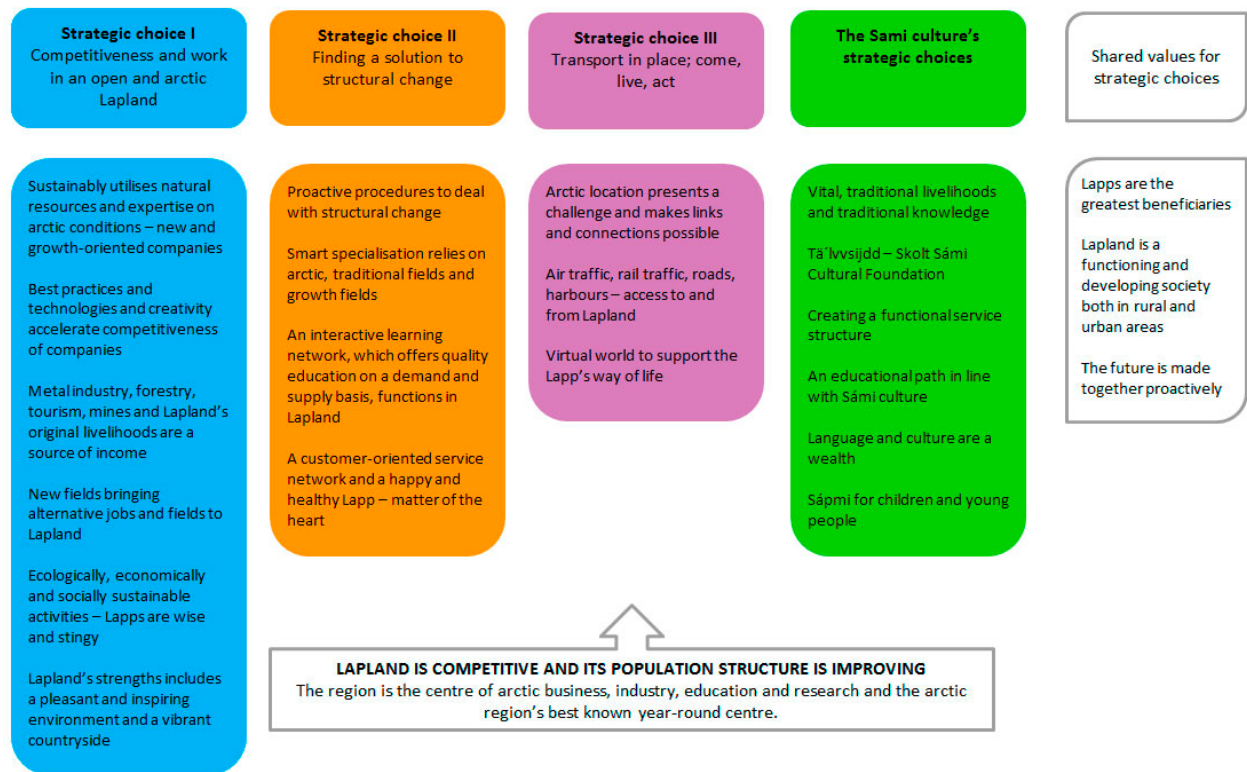 Strategic choice I
Competitiveness and work
in an open and arctic
Lapland
Strategic choice II
Finding a solution to
structural change
Strategic choice III
Transport in place; come,
live, act
The Sami culture's
strategic choices
Shared values for
strategic choices
Sustainably utilises natural
resources and expertise on
arctic conditions – new and
growth-oriented companies
Best practices and
technologies and creativity
accelerate competitiveness
of companies
Metal industry, forestry,
tourism, mines and Lapland's
original livelihoods are a
source of income
New fields bringing
alternative jobs and fields to
Lapland
Ecologically, economically
and socially sustainable
activities – Lapps are wise
and stingy
Lapland's strengths includes
a pleasant and inspiring
environment and a vibrant
countryside
Proactive procedures to deal
with structural change
Smart specialisation relies on
arctic, traditional fields and
growth fields
An interactive learning
network, which offers quality
education on a demand and
supply basis, functions in
Lapland
A customer-oriented service
network and a happy and
healthy Lapp – matter of the
heart
Arctic location presents a
challenge and makes links
and connections possible
Air traffic, rail traffic, roads,
harbours – access to and
from Lapland
Virtual world to support the
Lapp's way of life
Vital, traditional livelihoods
and traditional knowledge
Tä´lvvsijdd – Skolt Sámi
Cultural Foundation
Creating a functional service
structure
An educational path in line
with Sámi culture
Language and culture are a
wealth
Sápmi for children and young
people
Lapps are the
greatest beneficiaries
Lapland is a
functioning and
developing society
both in rural and
urban areas
The future is made
together proactively
LAPLAND IS COMPETITIVE AND ITS POPULATION STRUCTURE IS IMPROVING
The region is the centre of arctic business, industry, education and research and the arctic
region's best known year-round centre.